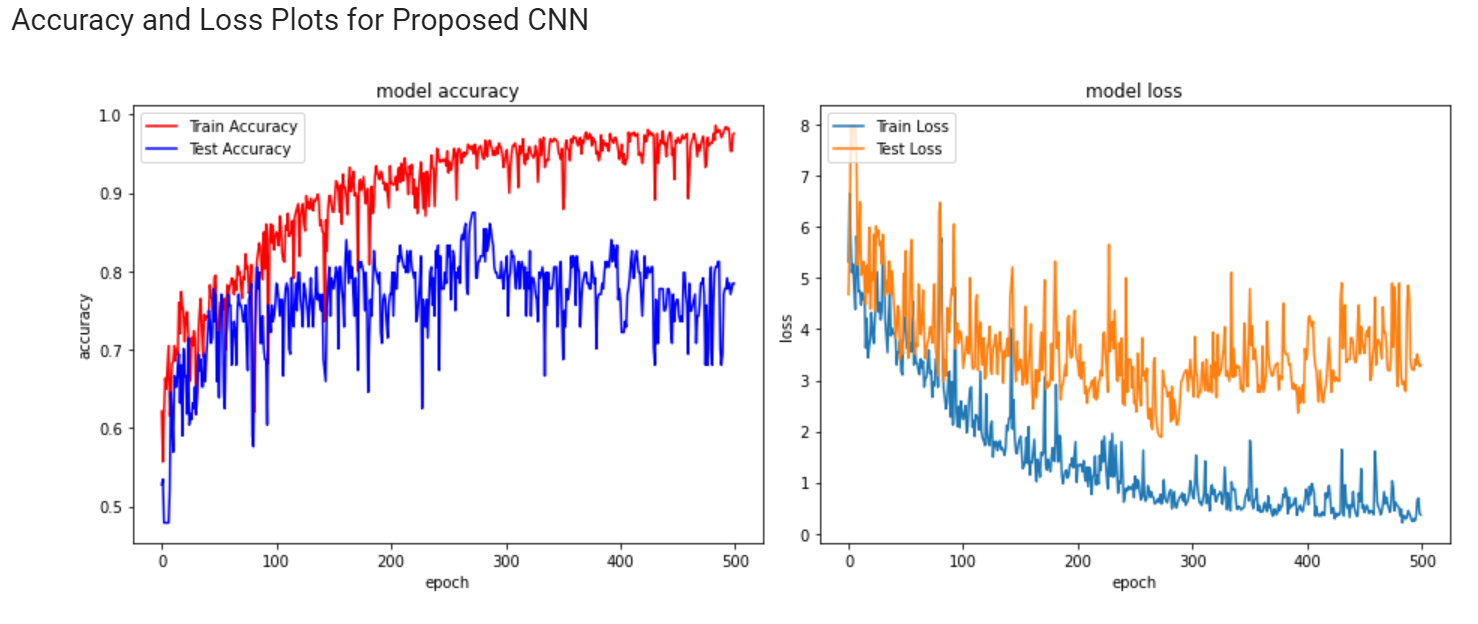 Accuracy and Loss Plots for Proposed CNN
model accuracy
Train Accuracy
Test Accuracy
1.0
0.9
0.8
0.7
0.6
0.5
accuracy
0 100 200 300 400 500
epoch
model loss
Train Loss
Test Loss
8
7
6
5
4
3
2
1
0
loss
0 100 200 300 400 500
epoch